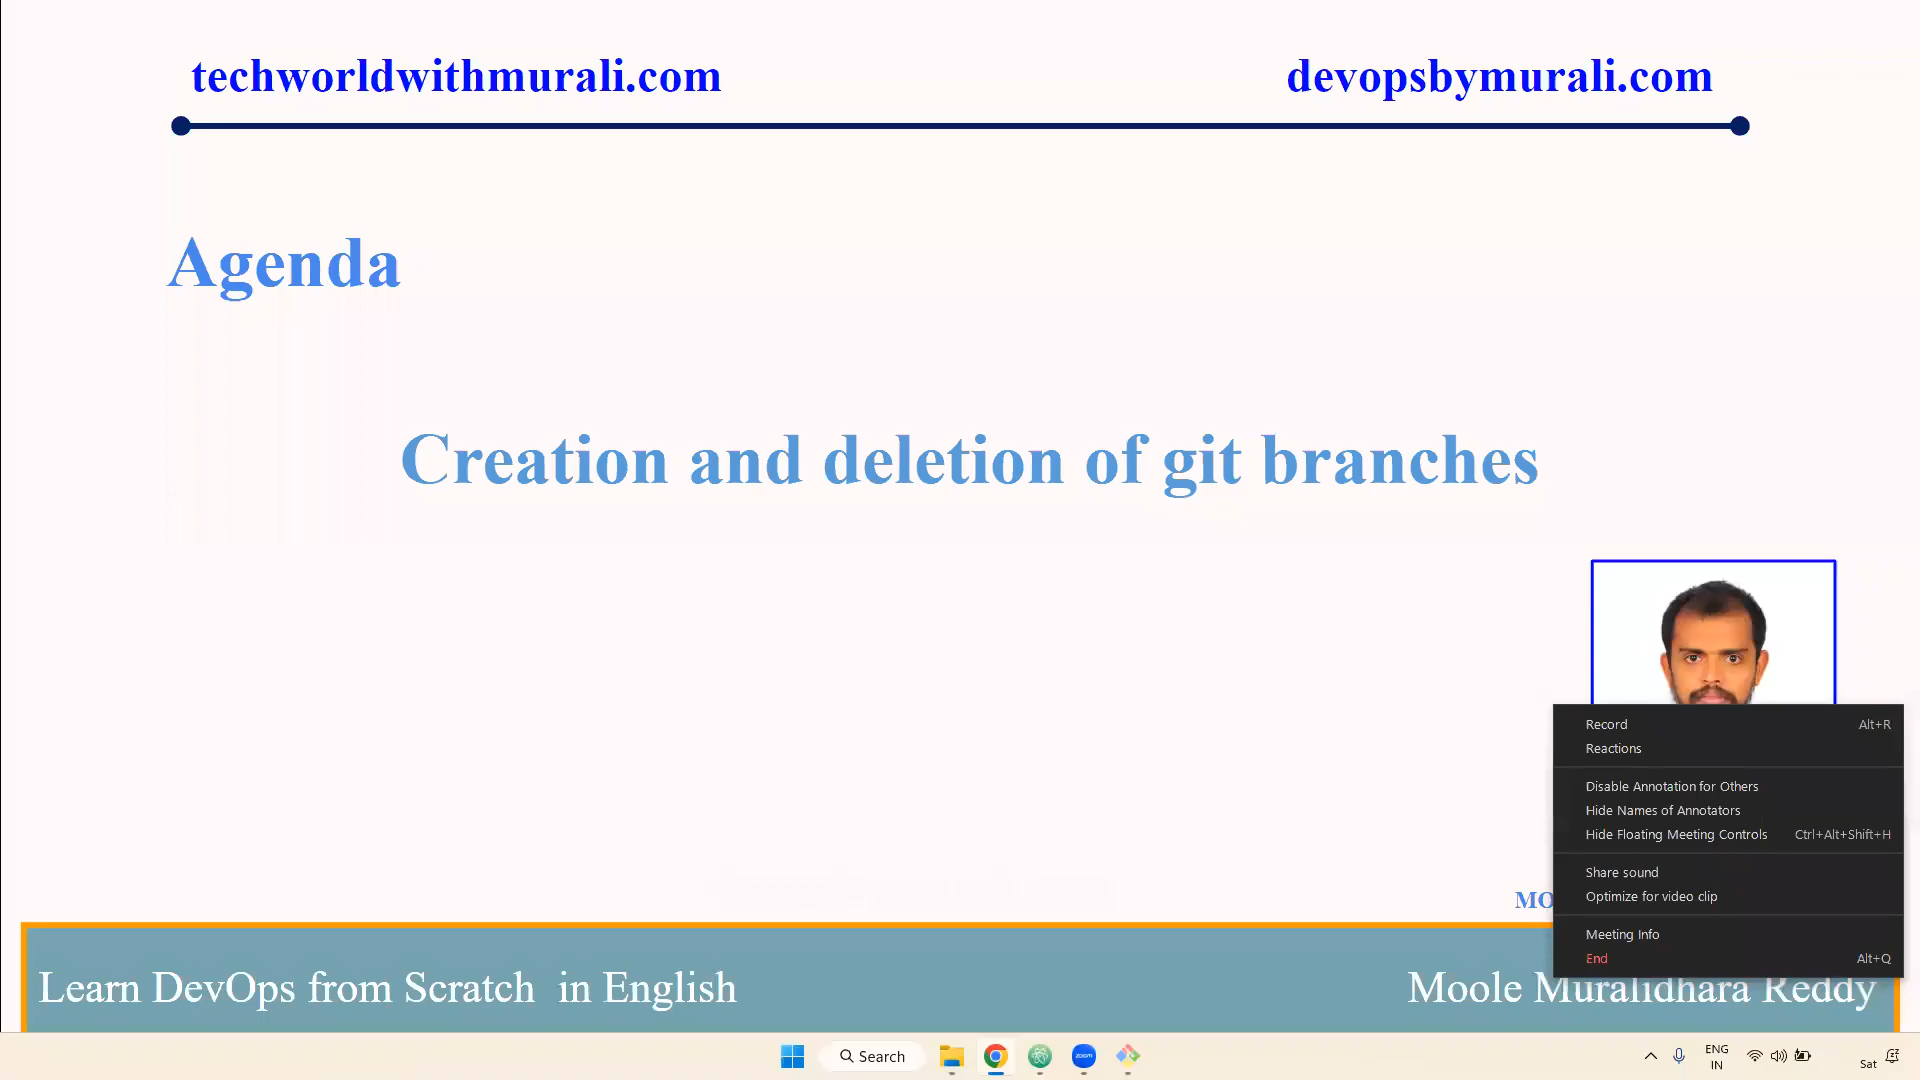 techworldwithmurali.com
devopsbymurali.com
Agenda
Creation and deletion of git branches
Record Alt+R
Reactions
Disable Annotation for Others
Hide Names of Annotators
Hide Floating Meeting Controls Ctrl+Alt+Shift+H
Share sound
Optimize for video clip
Meeting Info
End Alt+Q
MO
Learn DevOps from Scratch in English
Moole Muralidhara Reddy
Search
zoom
ENG
IN
Sat